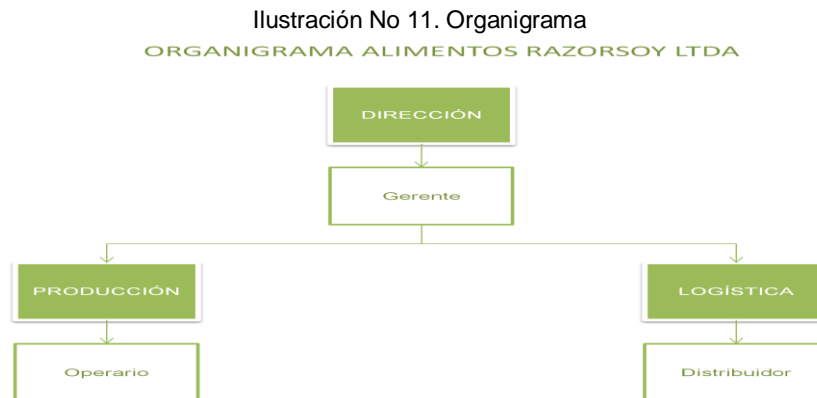 Ilustración No 11. Organigrama
ORGANIGRAMA ALIMENTOS RAZORSOY LTDA
DIRECCIÓN
Gerente
PRODUCCIÓN
LOGÍSTICA
Operario
Distribuidor